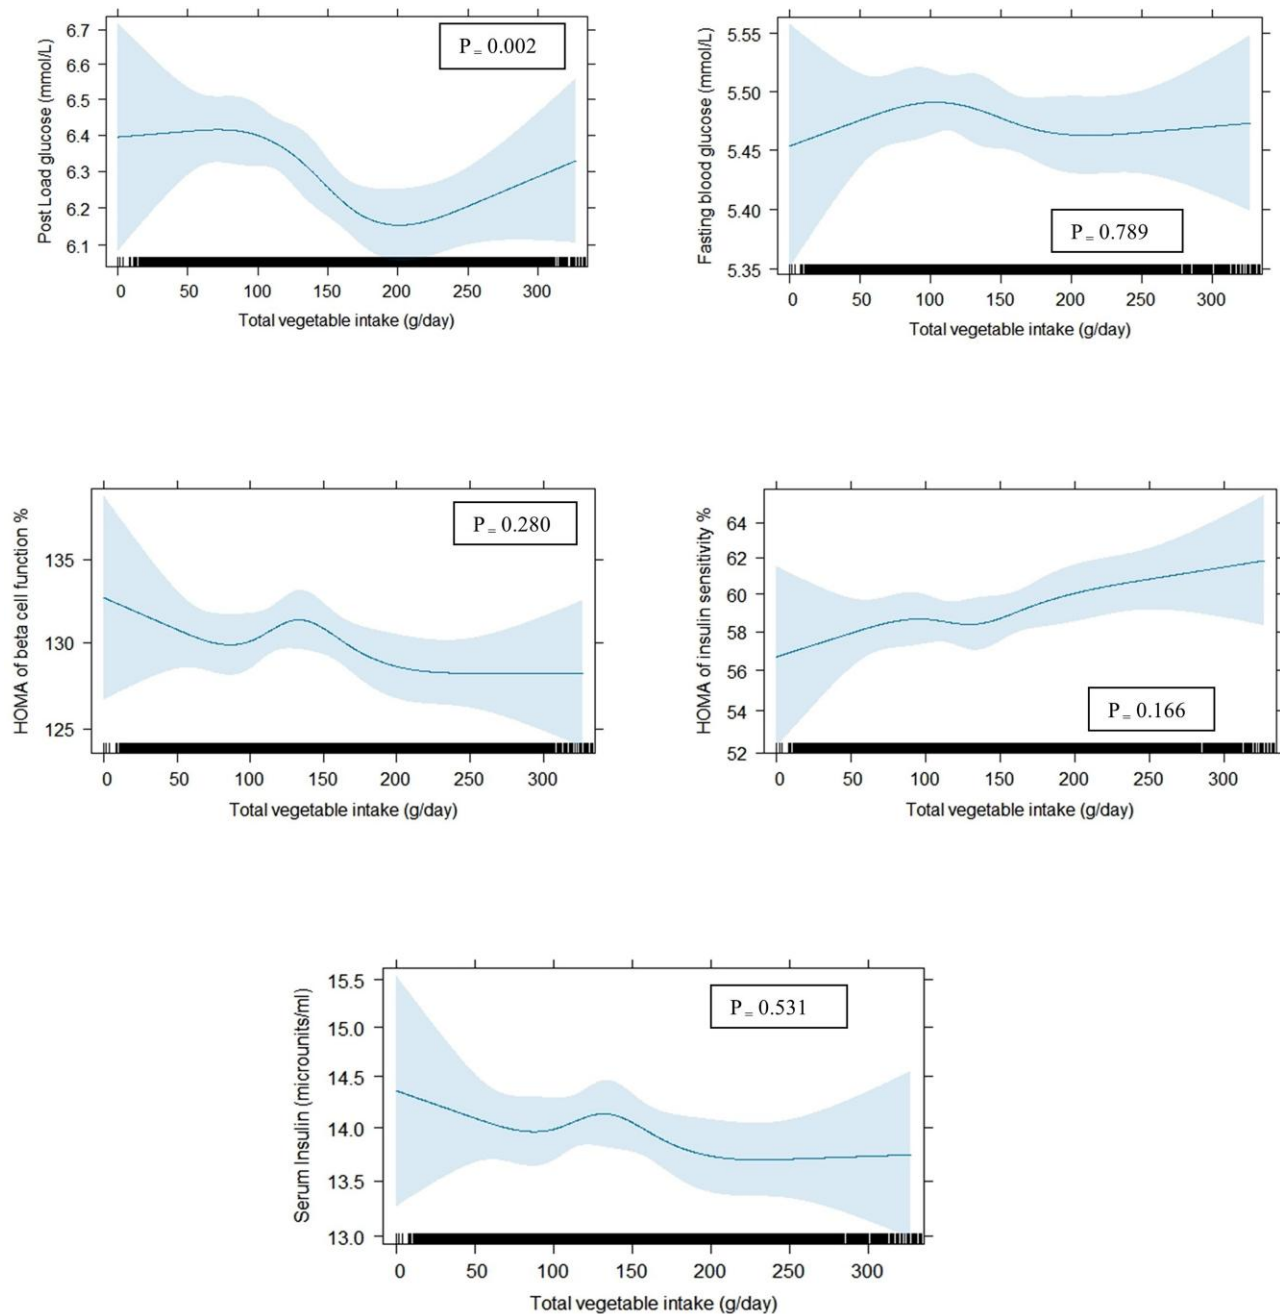 Post Load glucose (mmol/L)
6.7
6.6
6.5
6.4
6.3
6.2
6.1
P = 0.002
0 50 100 150 200 250 300
Total vegetable intake (g/day)
Fasting blood glucose (mmol/L)
5.55
5.50
5.45
5.40
5.35
P = 0.789
0 50 100 150 200 250 300
Total vegetable intake (g/day)
HOMA of beta cell function %
135
130
125
P = 0.280
0 50 100 150 200 250 300
Total vegetable intake (g/day)
HOMA of insulin sensitivity %
64
62
60
58
56
54
52
P = 0.166
0 50 100 150 200 250 300
Total vegetable intake (g/day)
Serum Insulin (microunits/ml)
15.5
15.0
14.5
14.0
13.5
13.0
P = 0.531
0 50 100 150 200 250 300
Total vegetable intake (g/day)